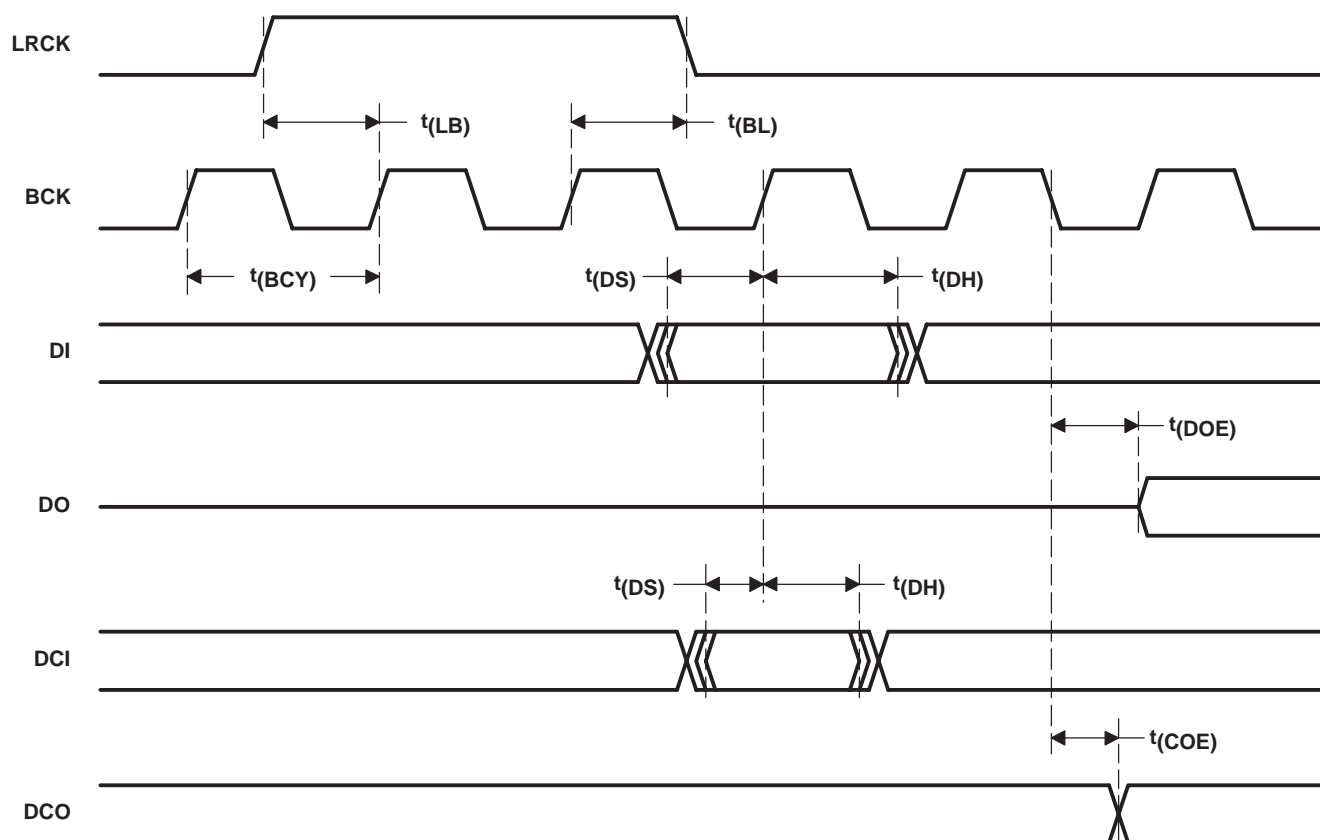 LRCK
t(LB)
t(BL)
BCK
t(BCY)
t(DS)
t(DH)
DI
t(DOE)
DO
t(DS)
t(DH)
DCI
t(COE)
DCO